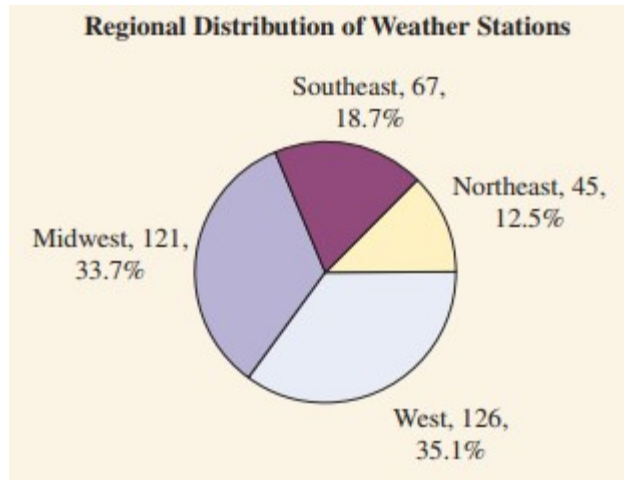 Regional Distribution of Weather Stations
Southeast, 67,
18.7%
Northeast, 45,
12.5%
Midwest, 121,
33.7%
West, 126,
35.1%